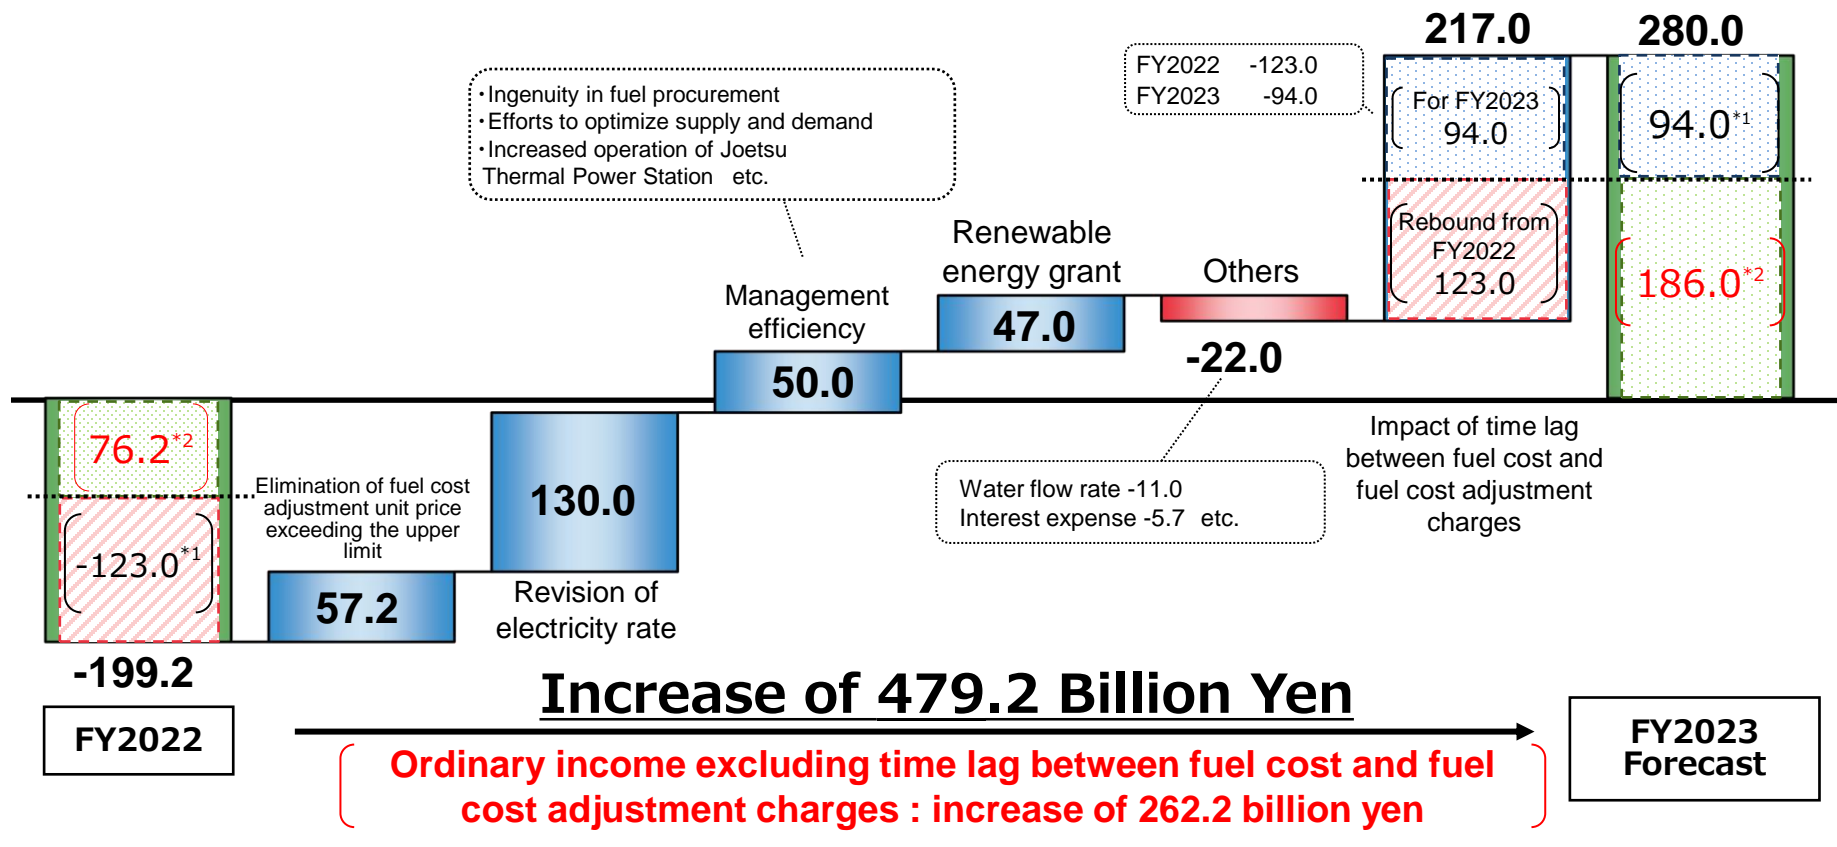 217.0
280.0
FY2022 -123.0
FY2023 -94.0
・Ingenuity in fuel procurement
・Efforts to optimize supply and demand
・Increased operation of Joetsu
Thermal Power Station etc.
For FY2023
94.0
94.0*1
Rebound from
FY2022
123.0
186.0*2
Renewable
energy grant
47.0
Others
-22.0
Management
efficiency
50.0
76.2*2
-123.0*1
-199.2
Elimination of fuel cost
adjustment unit price
exceeding the upper
limit
57.2
130.0
Revision of
electricity rate
Water flow rate -11.0
Interest expense -5.7 etc.
Impact of time lag
between fuel cost and
fuel cost adjustment
charges
FY2022
Increase of 479.2 Billion Yen
Ordinary income excluding time lag between fuel cost and fuel
cost adjustment charges : increase of 262.2 billion yen
FY2023
Forecast